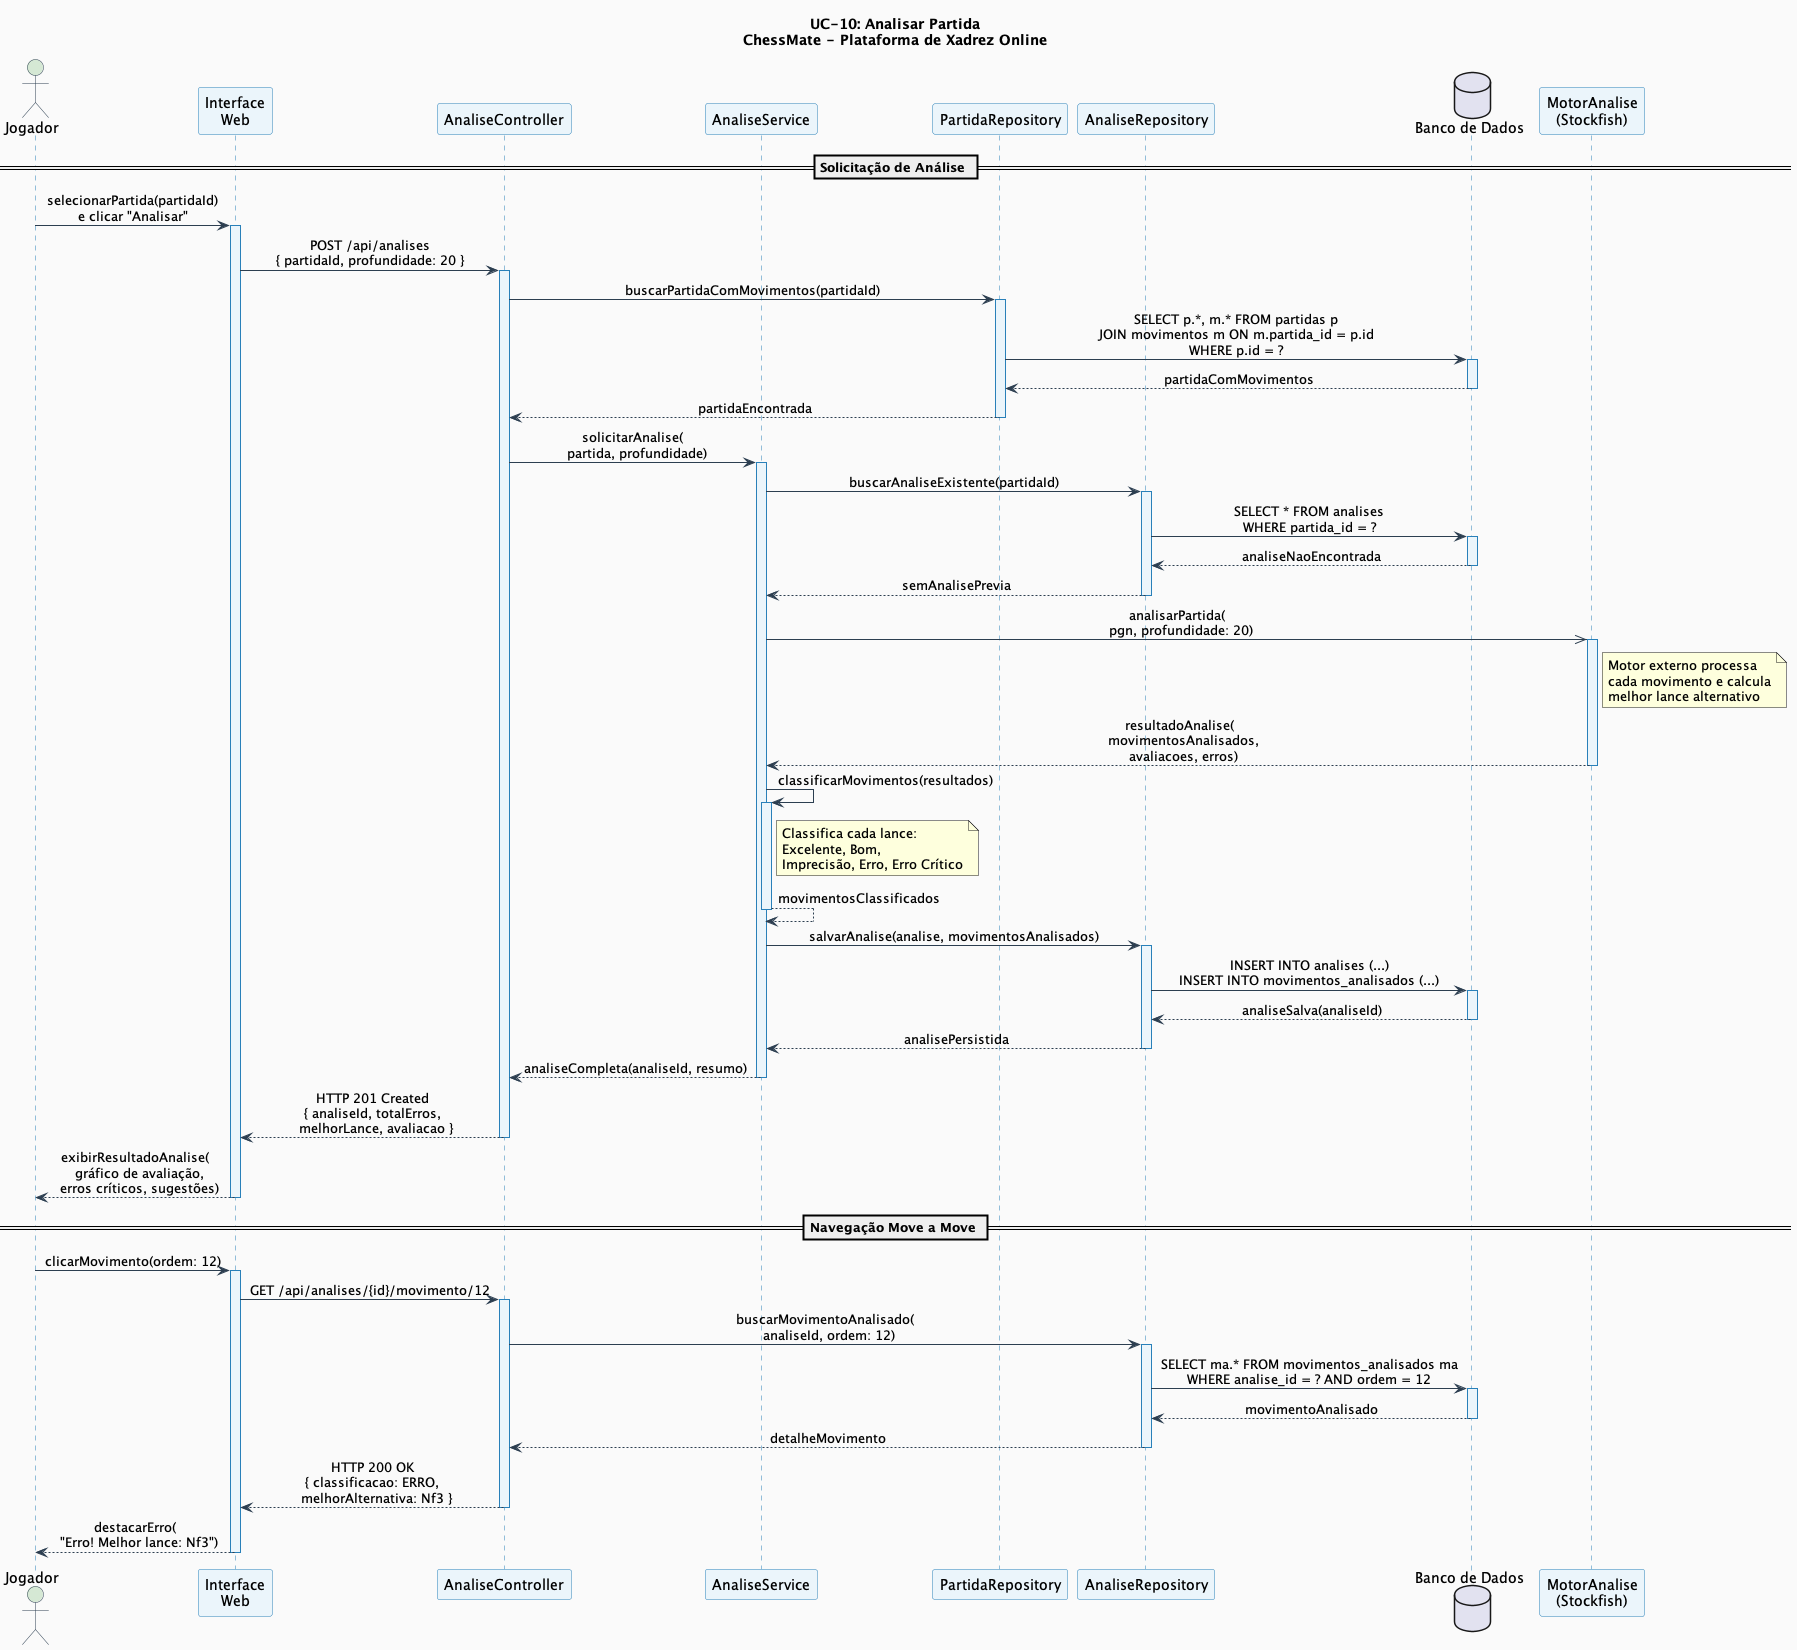 UC-10: Analisar Partida
ChessMate - Plataforma de Xadrez Online
Jogador
Interface
Web
AnaliseController
AnaliseService
PartidaRepository
AnaliseRepository
Banco de Dados
MotorAnalise
(Stockfish)
Solicitação de Análise
selecionarPartida(partidaId)
e clicar "Analisar"
POST /api/analises
{ partidaId, profundidade: 20 }
buscarPartidaComMovimentos(partidaId)
SELECT p.*, m.* FROM partidas p
JOIN movimentos m ON m.partida_id = p.id
WHERE p.id = ?
partidaComMovimentos
partidaEncontrada
solicitarAnalise(
partida, profundidade)
buscarAnaliseExistente(partidaId)
SELECT * FROM analises
WHERE partida_id = ?
analiseNaoEncontrada
semAnalisePrevia
analisarPartida(
pgn, profundidade: 20)
Motor externo processa
cada movimento e calcula
melhor lance alternativo
resultadoAnalise(
movimentosAnalisados,
avaliacoes, erros)
classificarMovimentos(resultados)
Classifica cada lance:
Excelente, Bom,
Imprecisão, Erro, Erro Crítico
movimentosClassificados
salvarAnalise(analise, movimentosAnalisados)
INSERT INTO analises (...)
INSERT INTO movimentos_analisados (...)
analiseSalva(analiseId)
analisePersistida
analiseCompleta(analiseId, resumo)
HTTP 201 Created
{ analiseId, totalErros,
melhorLance, avaliacao }
exibirResultadoAnalise(
gráfico de avaliação,
erros críticos, sugestões)
Navegação Move a Move
clicarMovimento(ordem: 12)
GET /api/analises/{id}/movimento/12
buscarMovimentoAnalisado(
analiseId, ordem: 12)
SELECT ma.* FROM movimentos_analisados ma
WHERE analise_id = ? AND ordem = 12
movimentoAnalisado
detalheMovimento
HTTP 200 OK
{ classificacao: ERRO,
melhorAlternativa: Nf3 }
destacarErro(
"Erro! Melhor lance: Nf3")
Jogador
Interface
Web
AnaliseController
AnaliseService
PartidaRepository
AnaliseRepository
Banco de Dados
MotorAnalise
(Stockfish)